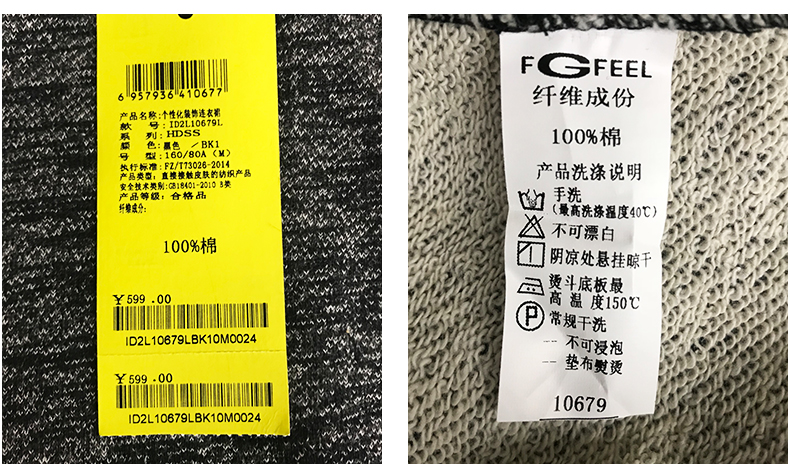 6 957936 410677
产品名称:个性化装饰连衣裙
款 号:ID2L10679L
系 列:HDSS
颜 色:黑色 /BK1
号 型:160/80A(M)
执行标准:FZ/T73026-2014
产品类型:直接接触皮肤的纺织产品
安全技术类别:GB18401-2010 B类
产品等级:合格品
纤维成分:
100%棉
¥599.00
ID2L10679LBK10M0024
¥599.00
ID2L10679LBK10M0024
FGFEEL
纤维成份
100%棉
产品洗涤说明
手洗
(最高洗涤温度40℃)
不可漂白
阴凉处悬挂晾干
熨斗底板最
高温 度150℃
P
常规干洗
-- 不可浸泡
-- 垫布熨烫
10679